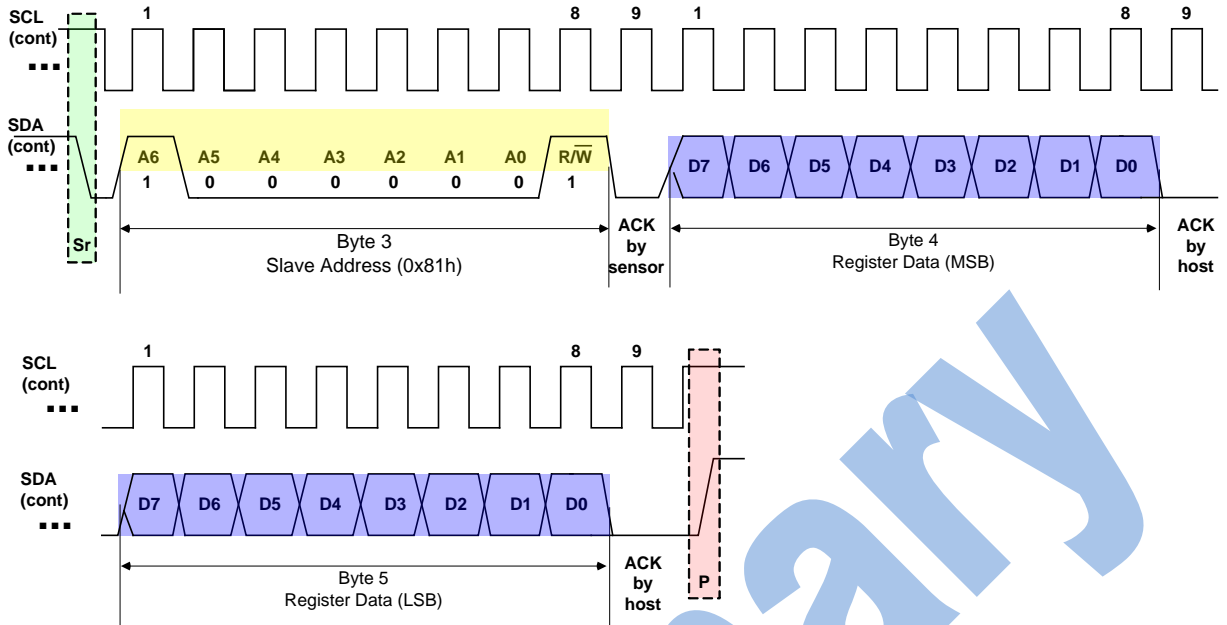 SCL
(cont)
...
1 8 9 1 8 9
SDA
(cont)
...
A6 A5 A4 A3 A2 A1 A0 R/W̅
1 0 0 0 0 0 0 1
D7 D6 D5 D4 D3 D2 D1 D0
Sr
Byte 3
Slave Address (0x81h)
ACK
by
sensor
Byte 4
Register Data (MSB)
ACK
by
host
SCL
(cont)
...
1 8 9
SDA
(cont)
...
D7 D6 D5 D4 D3 D2 D1 D0
Byte 5
Register Data (LSB)
ACK
by
host
P